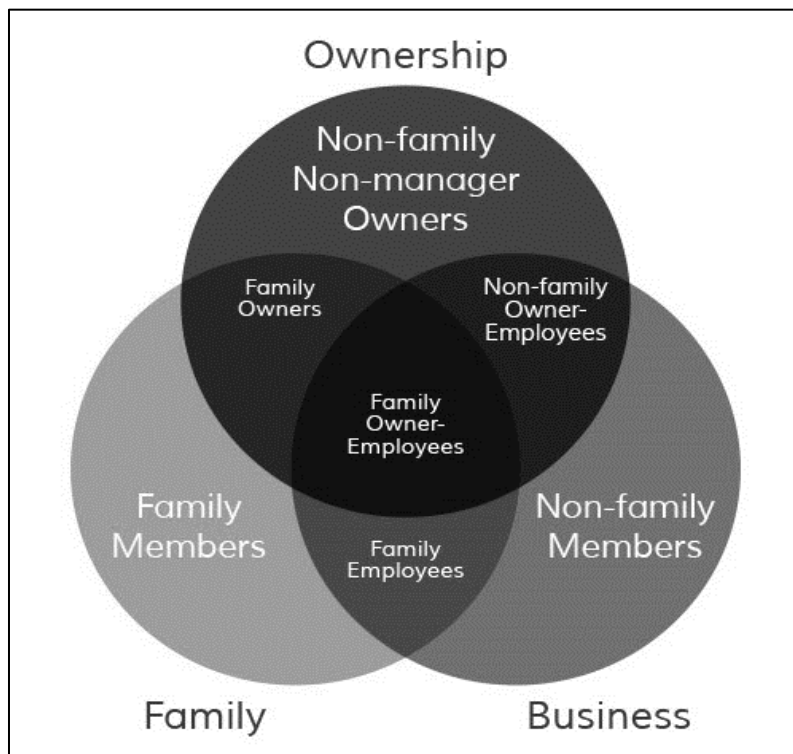 Ownership
Non-family
Non-manager
Owners
Family
Owners
Non-family
Owner-
Employees
Family
Owner-
Employees
Family
Members
Non-family
Members
Family
Employees
Family
Business